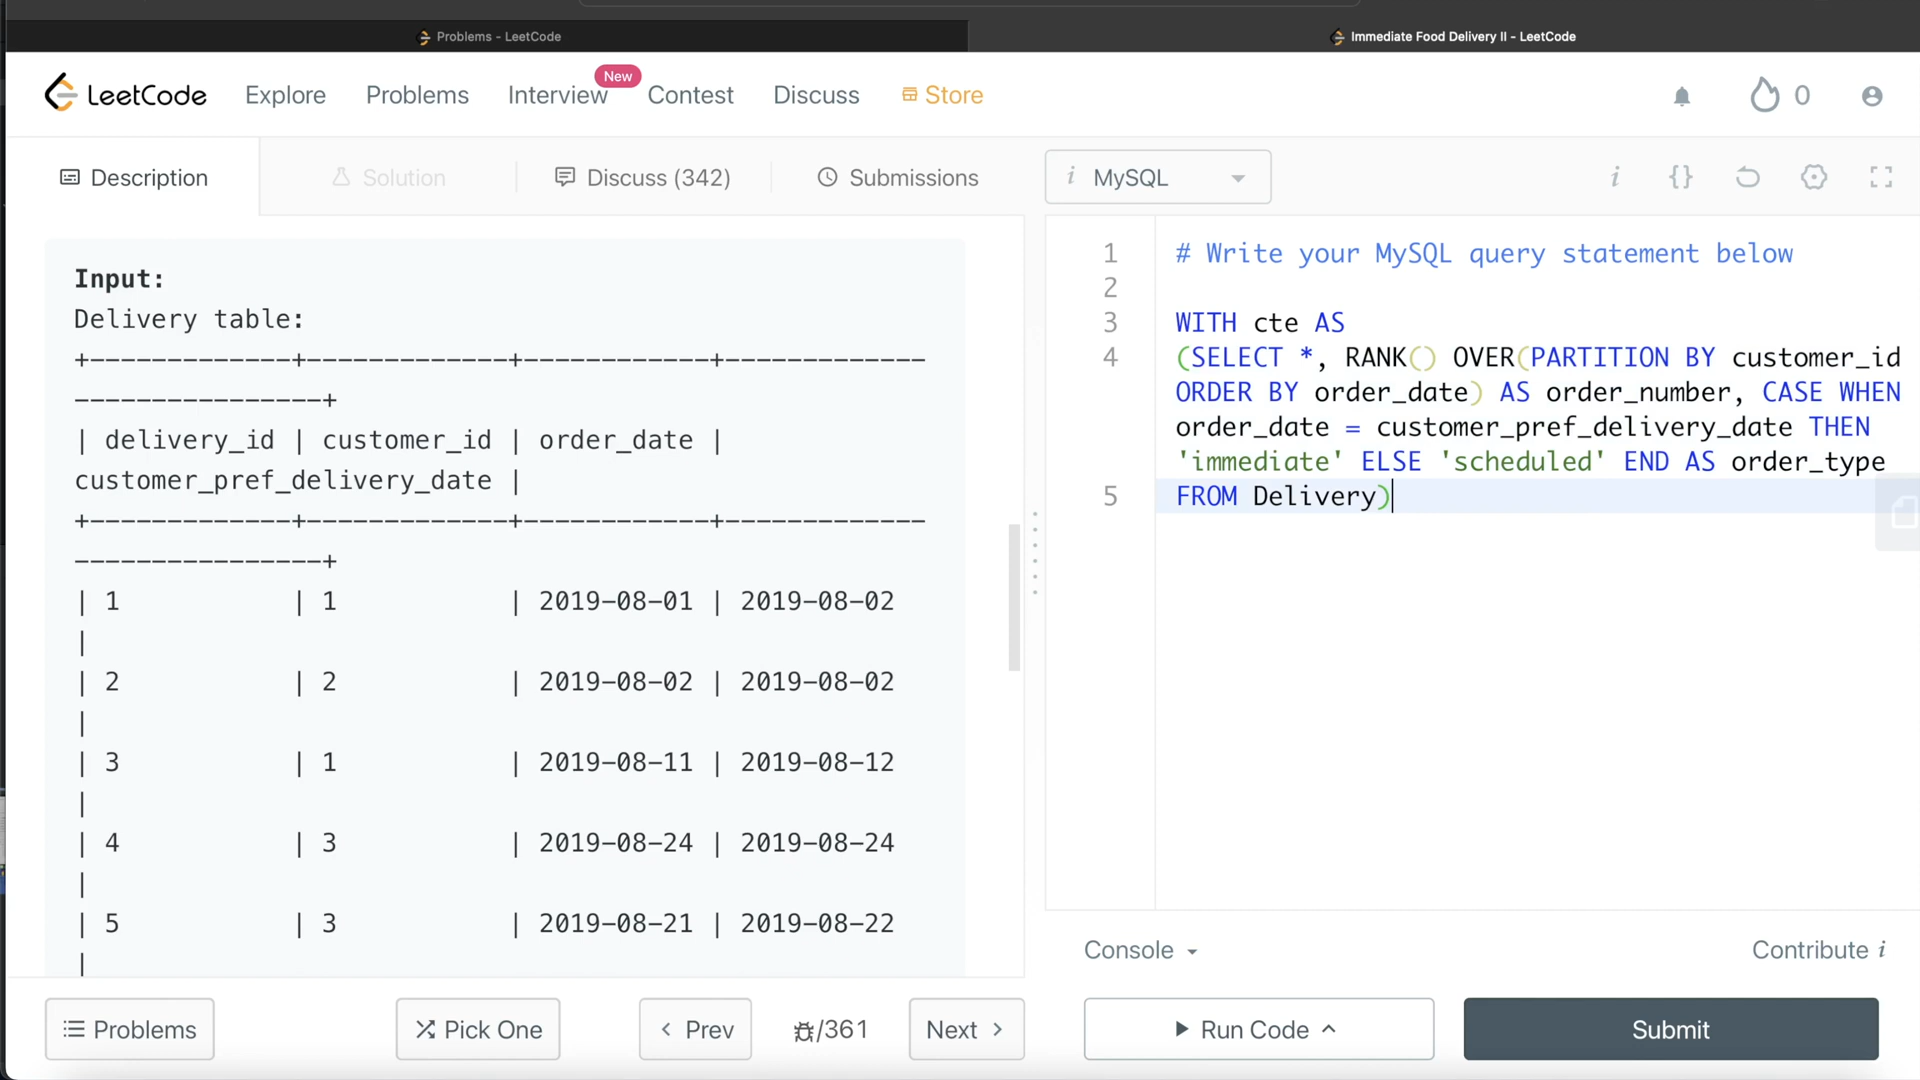 Problems - LeetCode
Immediate Food Delivery II - LeetCode
LeetCode
Explore
Problems
Interview
New
Contest
Discuss
Store
0
Description
Solution
Discuss (342)
Submissions
i MySQL
i {}
Input:
Delivery table:
+-------------+-------------+------------+-------------
----------------+
| delivery_id | customer_id | order_date |
customer_pref_delivery_date |
+-------------+-------------+------------+-------------
----------------+
| 1           | 1           | 2019-08-01 | 2019-08-02
|
| 2           | 2           | 2019-08-02 | 2019-08-02
|
| 3           | 1           | 2019-08-11 | 2019-08-12
|
| 4           | 3           | 2019-08-24 | 2019-08-24
|
| 5           | 3           | 2019-08-21 | 2019-08-22
|
1 # Write your MySQL query statement below
2
3 WITH cte AS
4 (SELECT *, RANK() OVER(PARTITION BY customer_id
ORDER BY order_date) AS order_number, CASE WHEN
order_date = customer_pref_delivery_date THEN
'immediate' ELSE 'scheduled' END AS order_type
5 FROM Delivery)
Console
Contribute i
Problems
Pick One
< Prev
/361
Next >
Run Code
Submit